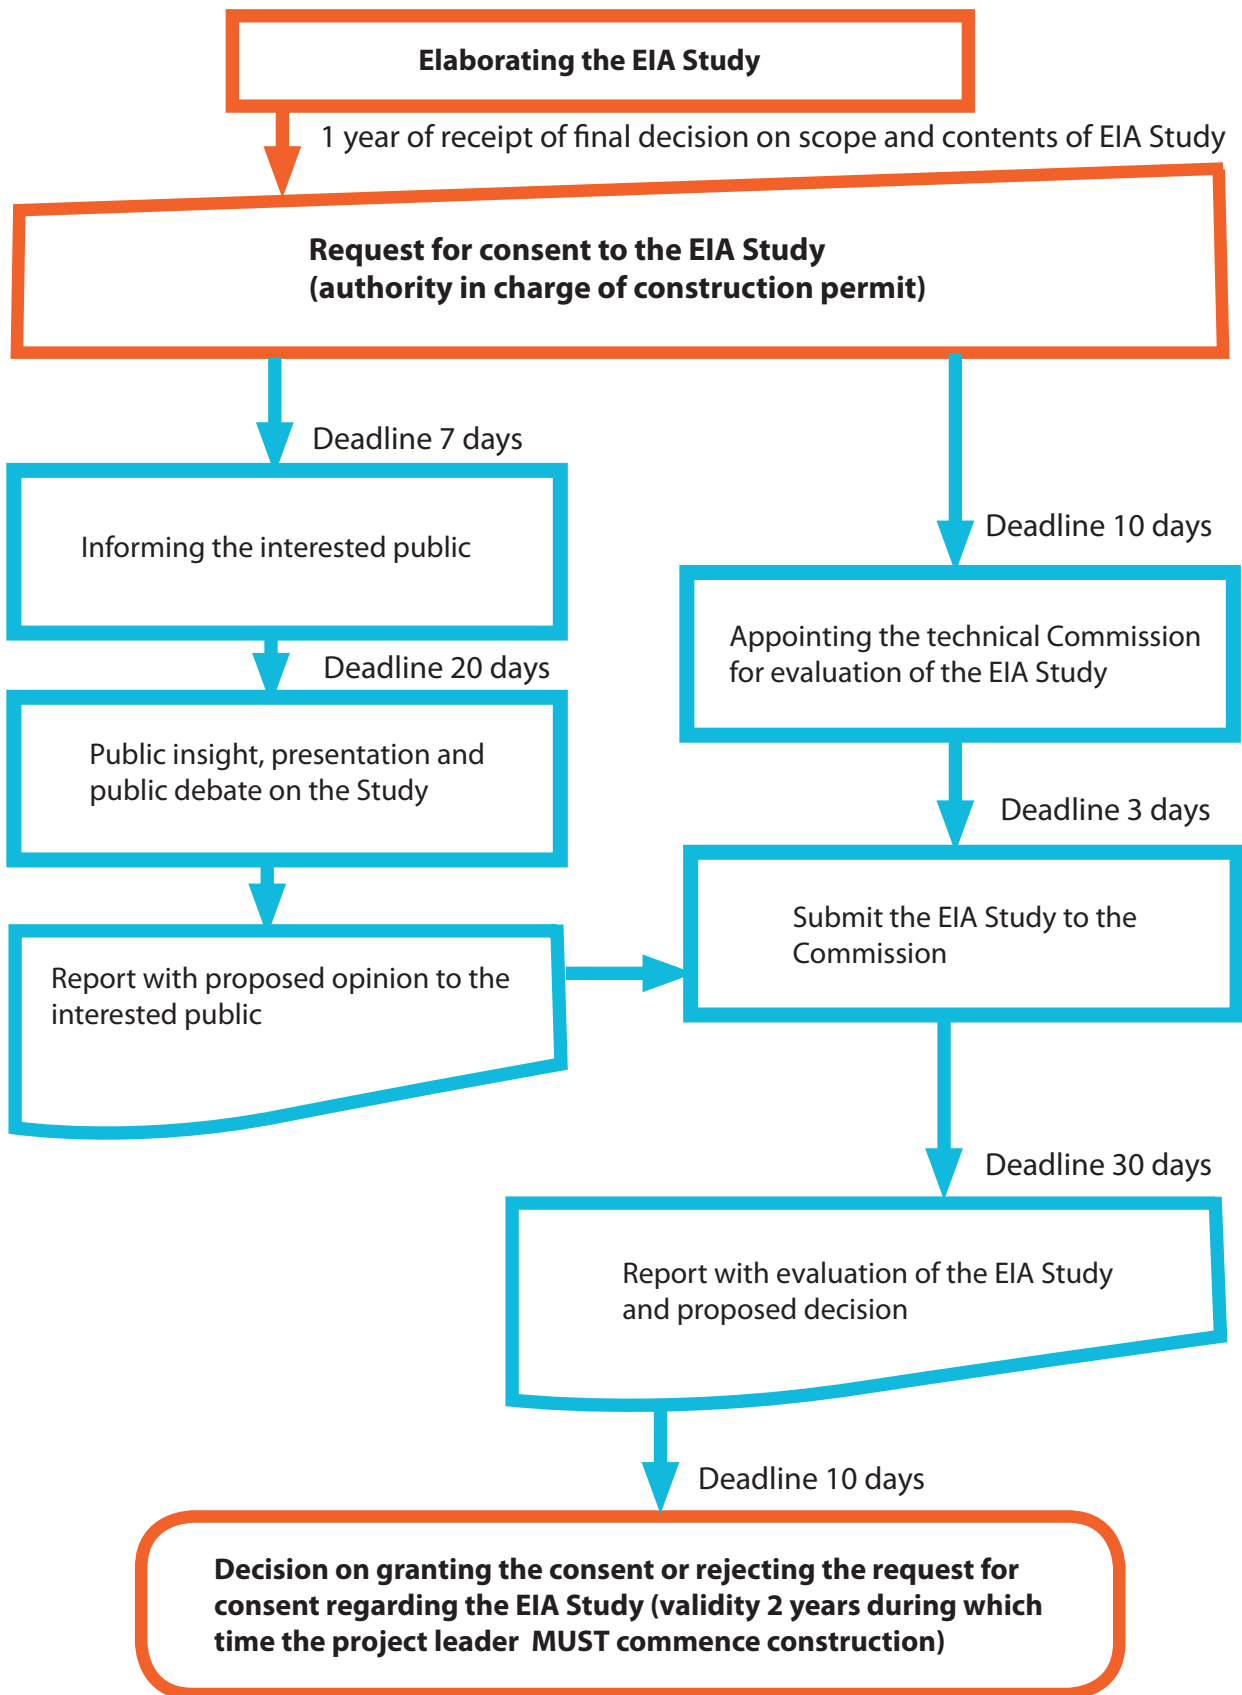 Elaborating the EIA Study
1 year of receipt of final decision on scope and contents of EIA Study
Request for consent to the EIA Study
(authority in charge of construction permit)
Deadline 7 days
Informing the interested public
Deadline 20 days
Public insight, presentation and
public debate on the Study
Report with proposed opinion to the
interested public
Deadline 10 days
Appointing the technical Commission
for evaluation of the EIA Study
Deadline 3 days
Submit the EIA Study to the
Commission
Deadline 30 days
Report with evaluation of the EIA Study
and proposed decision
Deadline 10 days
Decision on granting the consent or rejecting the request for
consent regarding the EIA Study (validity 2 years during which
time the project leader MUST commence construction)